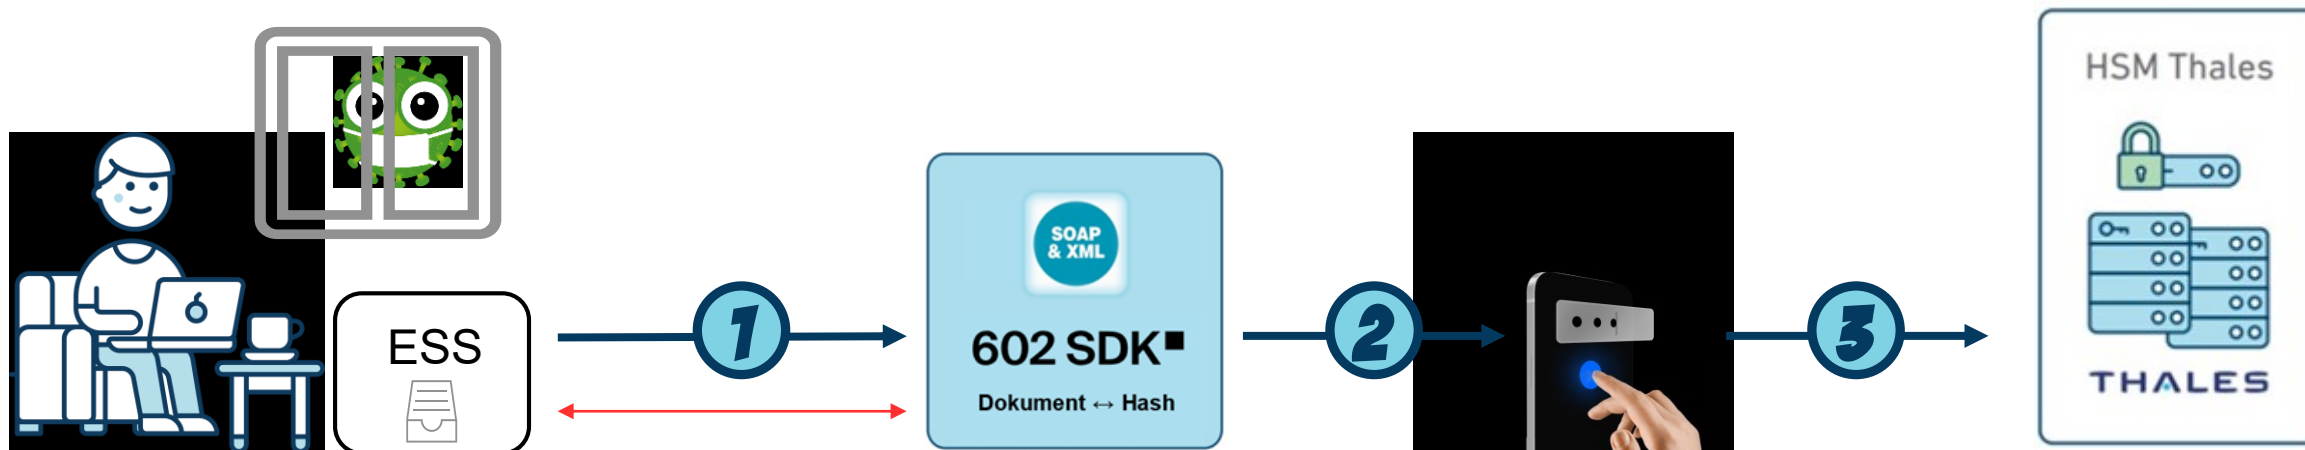 ESS
1
SOAP
& XML
602 SDK■
Dokument ↔ Hash
2
3
HSM Thales
THALES